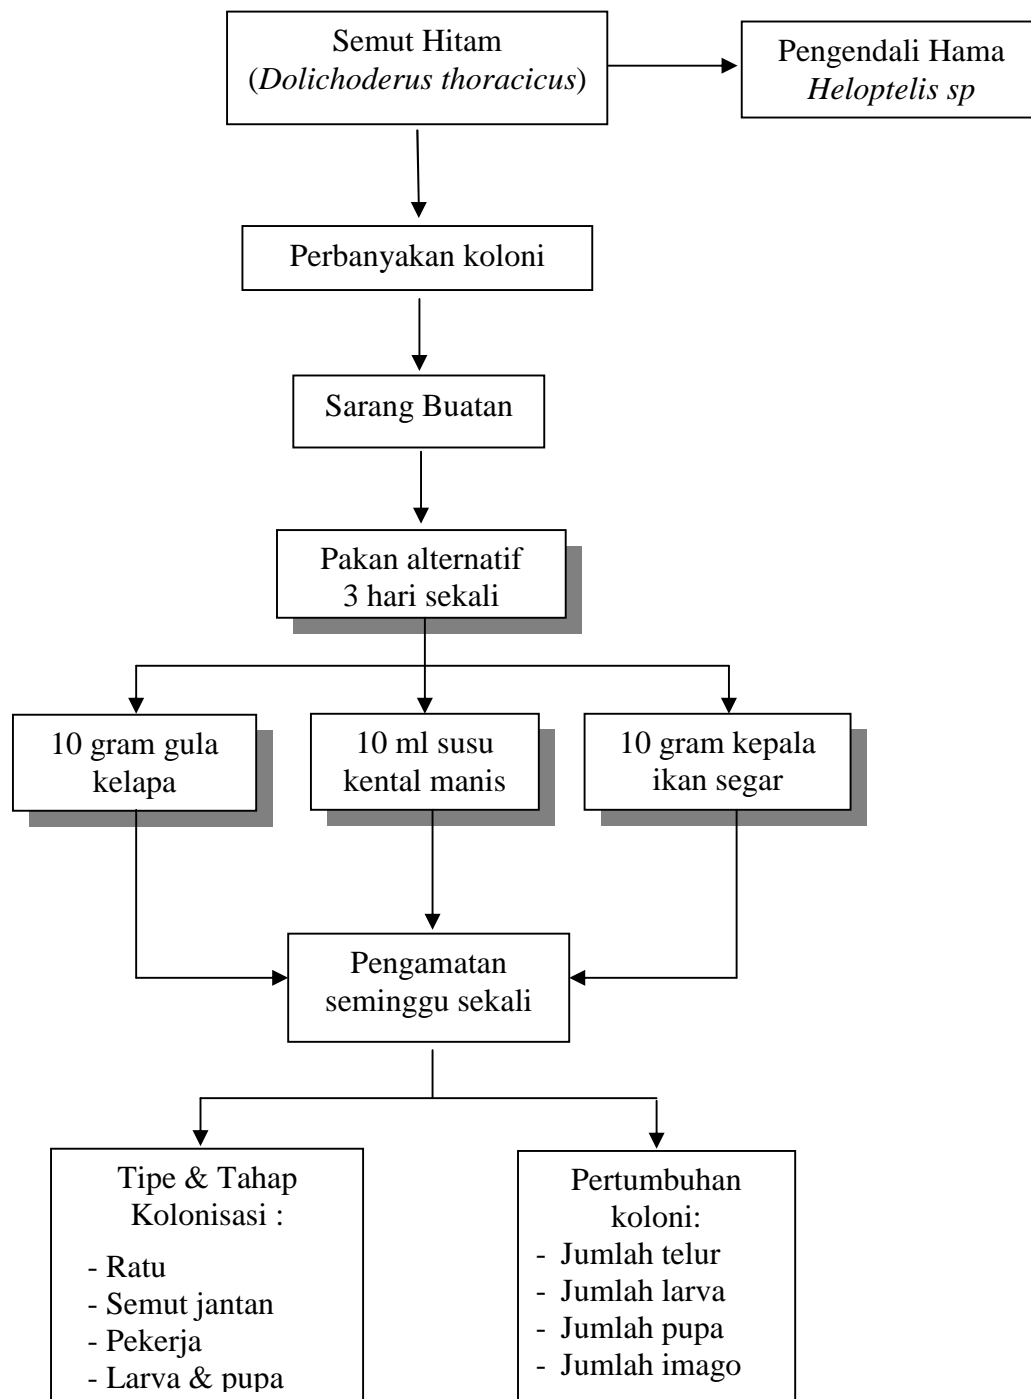 Semut Hitam
(Dolichoderus thoracicus)
Pengendali Hama
Heloptelis sp
Perbanyakan koloni
Sarang Buatan
Pakan alternatif
3 hari sekali
10 gram gula
kelapa
10 ml susu
kental manis
10 gram kepala
ikan segar
Pengamatan
seminggu sekali
Tipe & Tahap
Kolonisasi :
- Ratu
- Semut jantan
- Pekerja
- Larva & pupa
Pertumbuhan
koloni:
- Jumlah telur
- Jumlah larva
- Jumlah pupa
- Jumlah imago